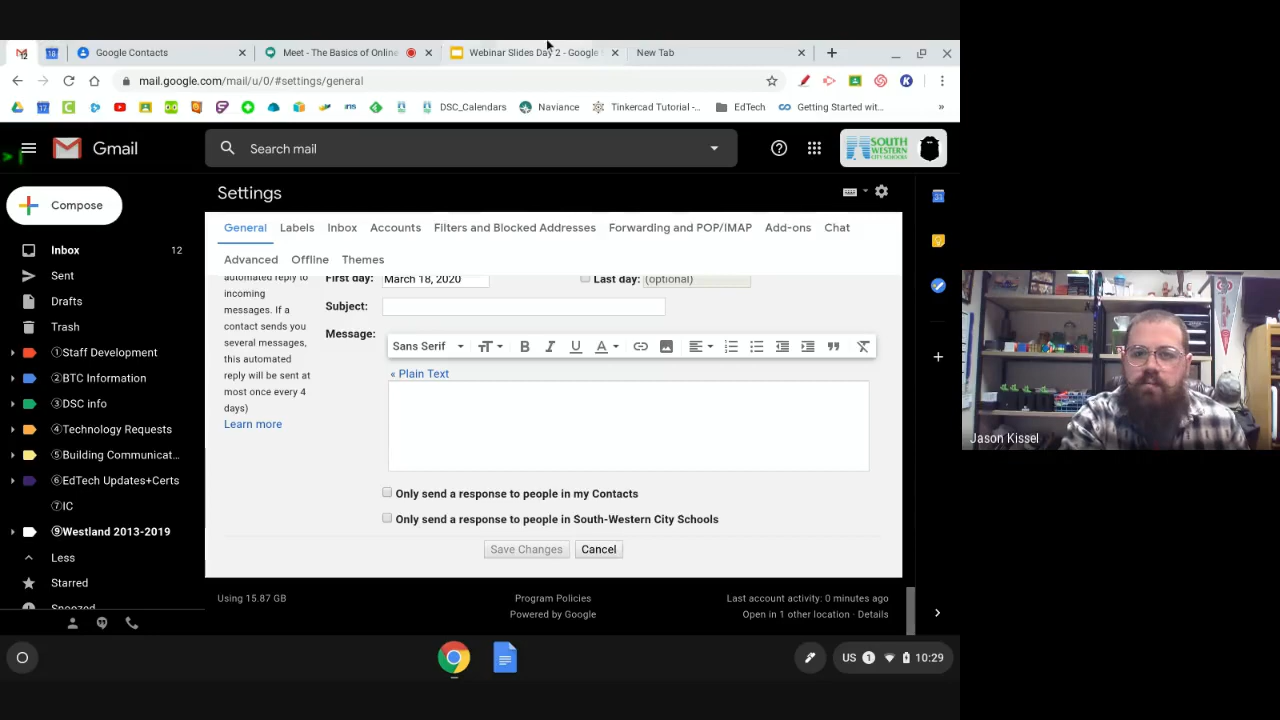 Google Contacts
Meet - The Basics of Online
Webinar Slides Day 2 - Google
New Tab
mail.google.com/mail/u/0/#settings/general
DSC_Calendars
Naviance
Tinkercad Tutorial -...
EdTech
Getting Started wit...
»
Gmail
Search mail
SOUTH
WESTERN
CITY SCHOOLS
Compose
Settings
General
Labels
Inbox
Accounts
Filters and Blocked Addresses
Forwarding and POP/IMAP
Add-ons
Chat
Advanced
Offline
Themes
Inbox
12
Sent
Drafts
Trash
①Staff Development
②BTC Information
③DSC info
④Technology Requests
⑤Building Communicat...
⑥EdTech Updates+Certs
⑦IC
⑨Westland 2013-2019
Less
Starred
Snoozed
automated reply to
incoming
messages. If a
contact sends you
several messages,
this automated
reply will be sent at
most once every 4
days)
Learn more
First day:
March 18, 2020
Last day:
(optional)
Subject:
Message:
Sans Serif
« Plain Text
Only send a response to people in my Contacts
Only send a response to people in South-Western City Schools
Save Changes
Cancel
Using 15.87 GB
Program Policies
Powered by Google
Last account activity: 0 minutes ago
Open in 1 other location · Details
US
1
10:29
Jason Kissel